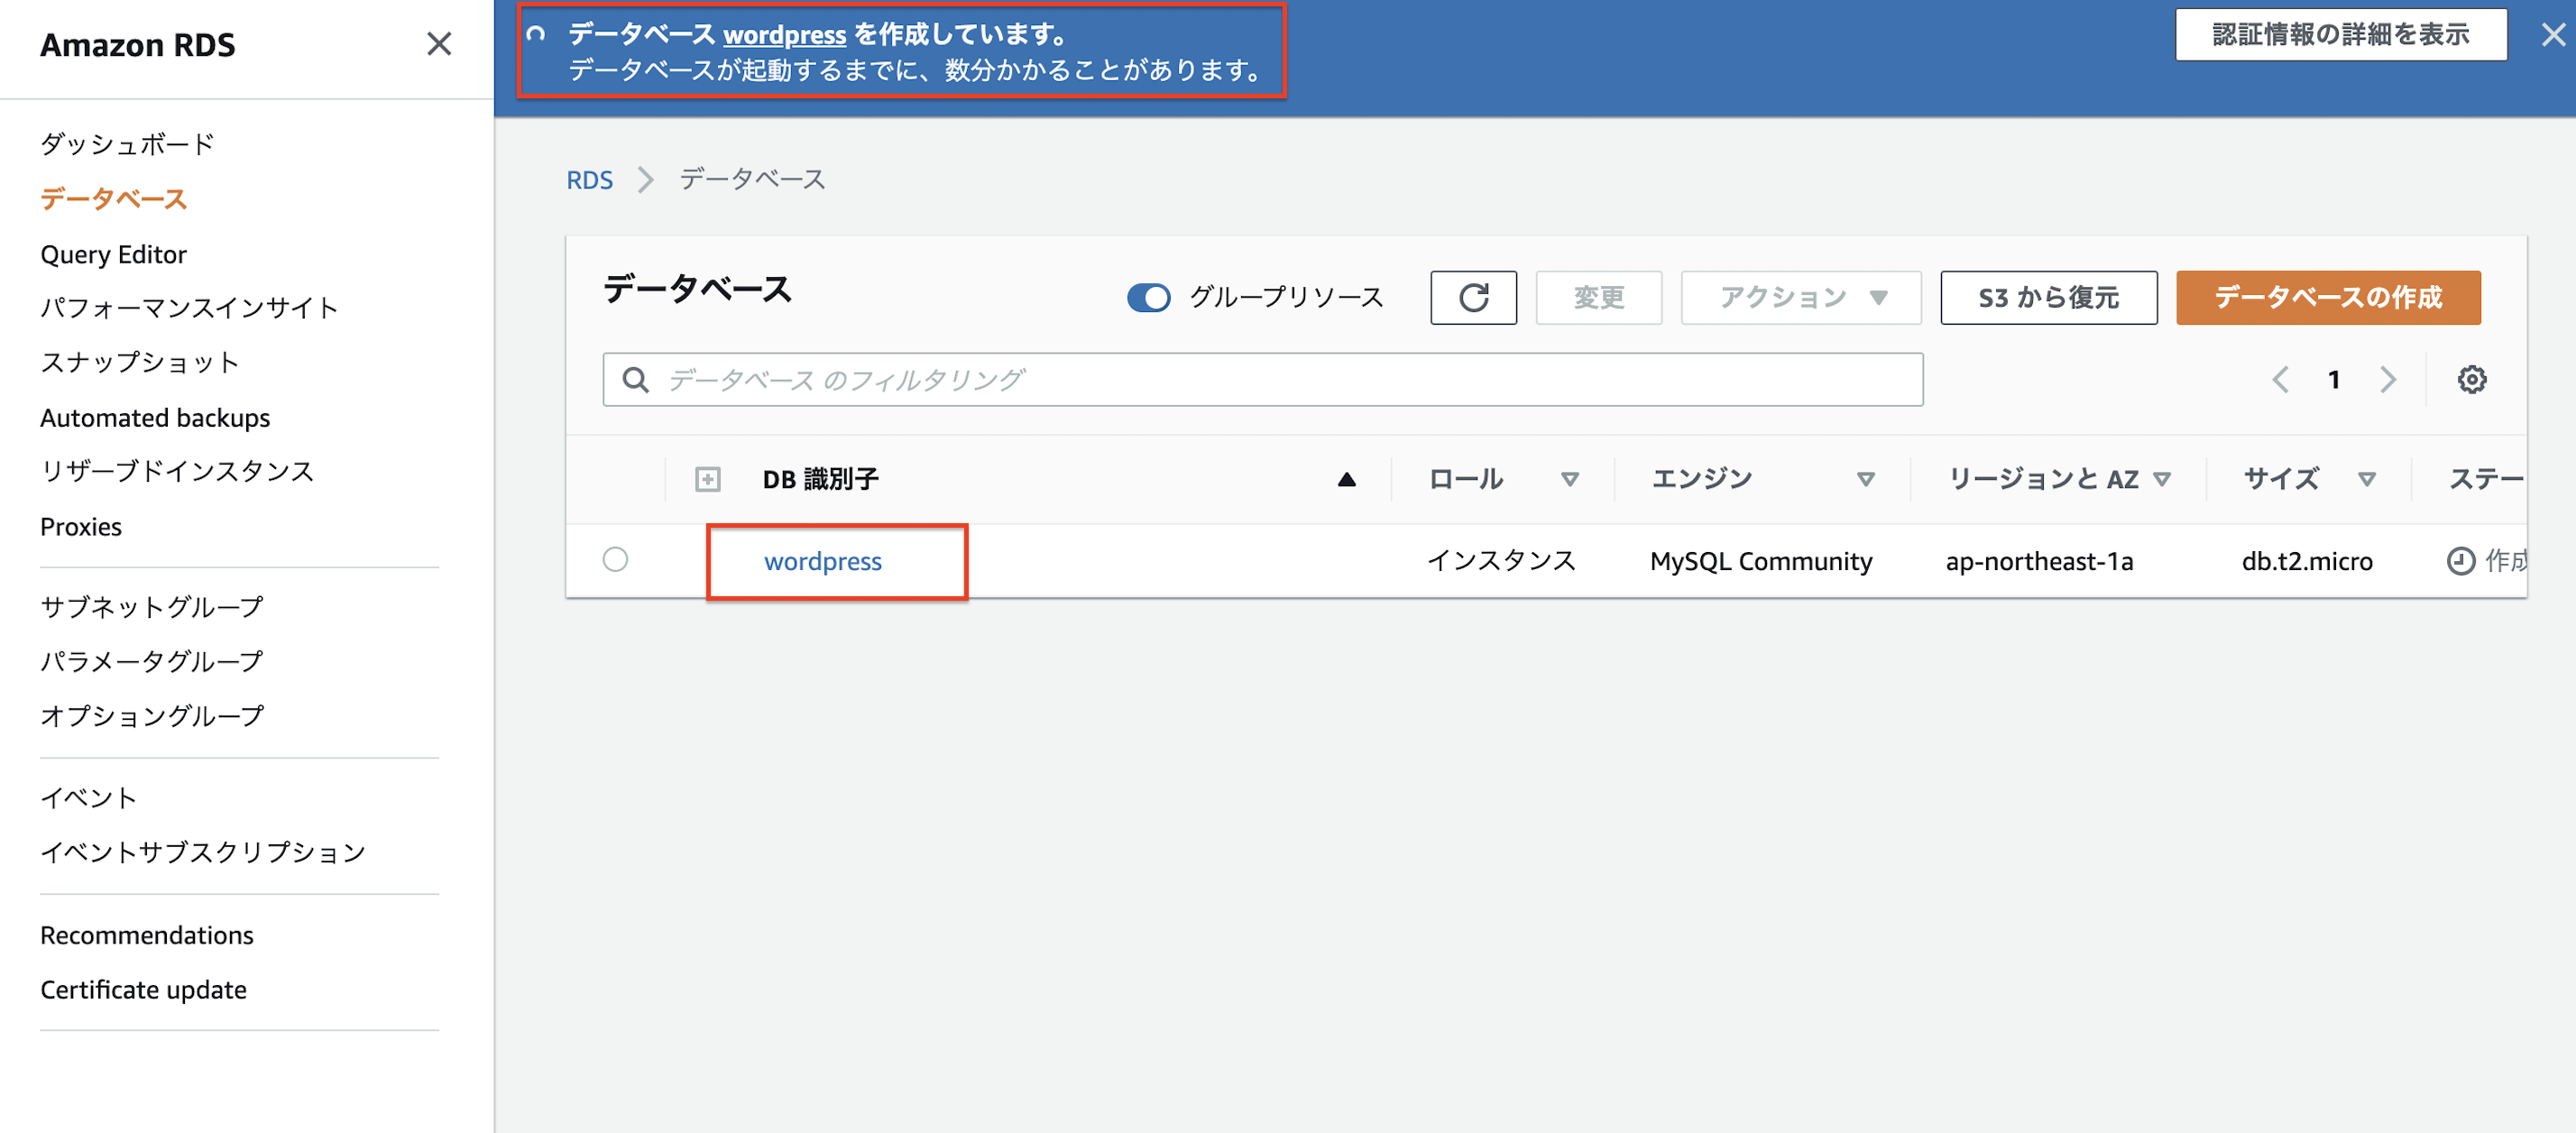 Amazon RDS
ダッシュボード
データベース
Query Editor
パフォーマンスインサイト
スナップショット
Automated backups
リザーブドインスタンス
Proxies
サブネットグループ
パラメータグループ
オプショングループ
イベント
イベントサブスクリプション
Recommendations
Certificate update
データベース wordpress を作成しています。
データベースが起動するまでに、数分かかることがあります。
認証情報の詳細を表示
RDS データベース
データベース グループリソース 変更 アクション S3 から復元 データベースの作成
データベース のフィルタリング 1
DB 識別子 ロール エンジン リージョンと AZ サイズ ステー
wordpress インスタンス MySQL Community ap-northeast-1a db.t2.micro 作成